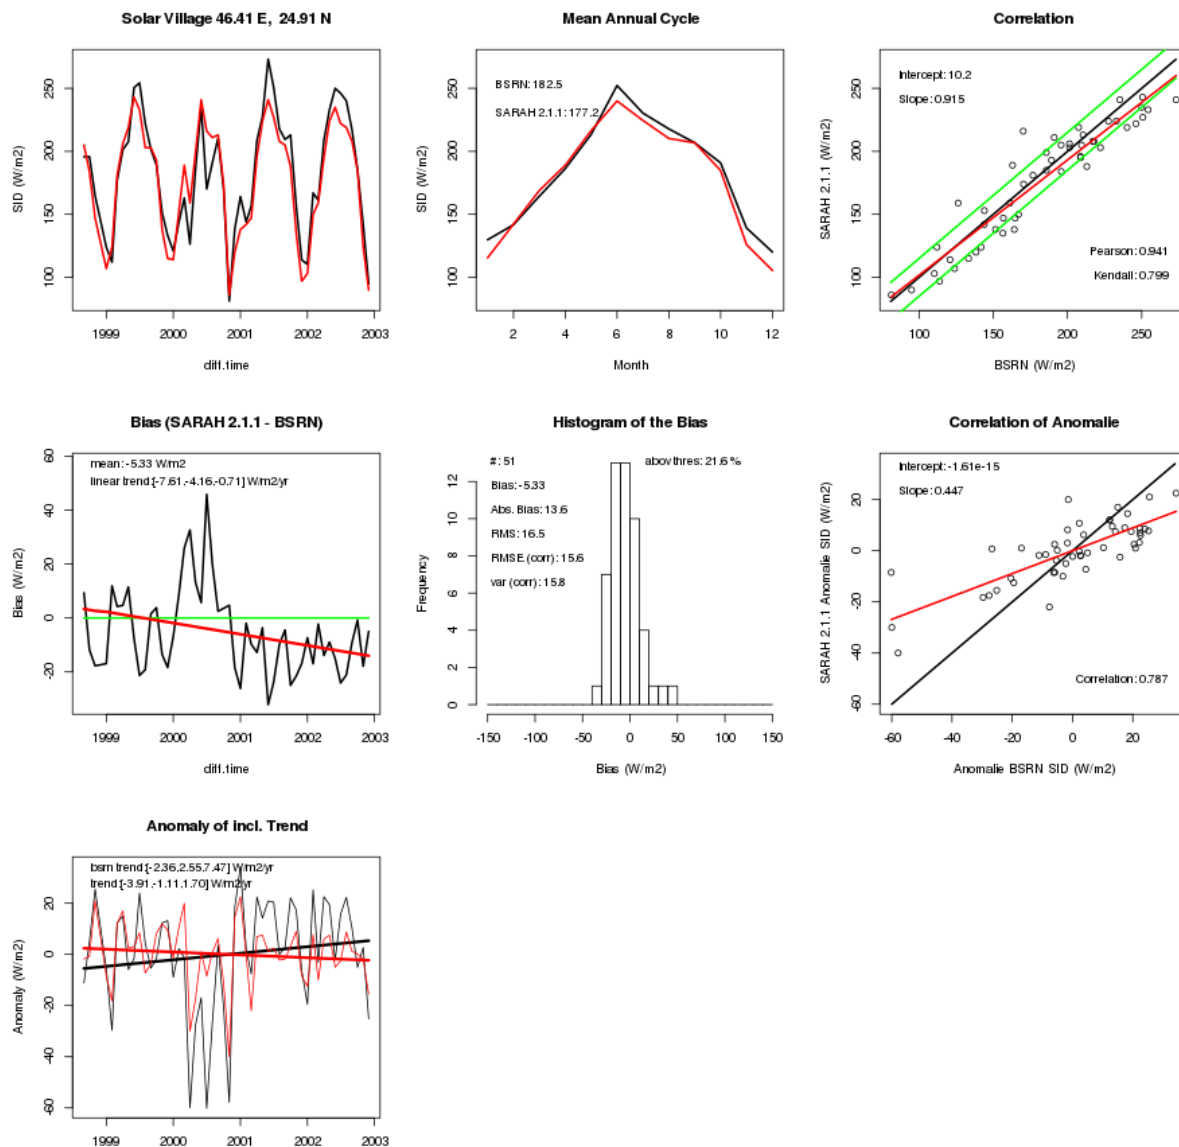 Solar Village 46.41 E,  24.91 N
SID (W/m2)
250
200
150
100
1999
2000
2001
2002
2003
diff.time
Mean Annual Cycle
BSRN: 182.5
SARAH 2.1.1: 177.2
SID (W/m2)
250
200
150
100
2
4
6
8
10
12
Month
Correlation
Intercept: 10.2
Slope: 0.915
Pearson: 0.941
Kendall: 0.799
SARAH 2.1.1 (W/m2)
250
200
150
100
100
150
200
250
BSRN (W/m2)
Bias (SARAH 2.1.1 - BSRN)
mean: -5.33 W/m2
linear trend:[-7.61,-4.16,-0.71] W/m2/yr
Bias (W/m2)
60
40
20
0
20
1999
2000
2001
2002
2003
diff.time
Histogram of the Bias
#: 51
abov thres: 21.6 %
Bias: -5.33
Abs. Bias: 13.6
RMS: 16.5
RMSE (corr): 15.6
var (corr): 15.8
Frequency
12
10
8
6
4
2
0
-150
-100
-50
0
50
100
150
Bias (W/m2)
Correlation of Anomalie
Intercept: -1.61e-15
Slope: 0.447
Correlation: 0.787
SARAH 2.1.1 Anomalie SID (W/m2)
20
0
-20
-40
-60
-60
-40
-20
0
20
Anomalie BSRN SID (W/m2)
Anomaly of incl. Trend
bsrn trend:[-2.36,2.55,7.47] W/m2/yr
trend:[-3.91,-1.11,1.70] W/m2/yr
Anomaly (W/m2)
20
0
20
40
60
1999
2000
2001
2002
2003